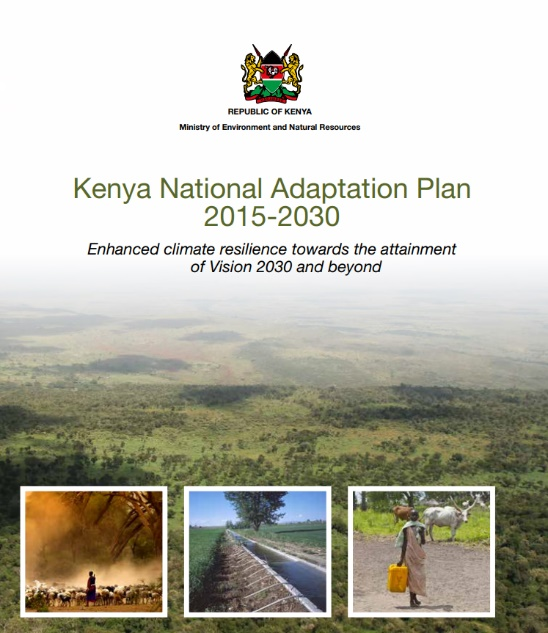 REPUBLIC OF KENYA
Ministry of Environment and Natural Resources
Kenya National Adaptation Plan
2015-2030
Enhanced climate resilience towards the attainment
of Vision 2030 and beyond